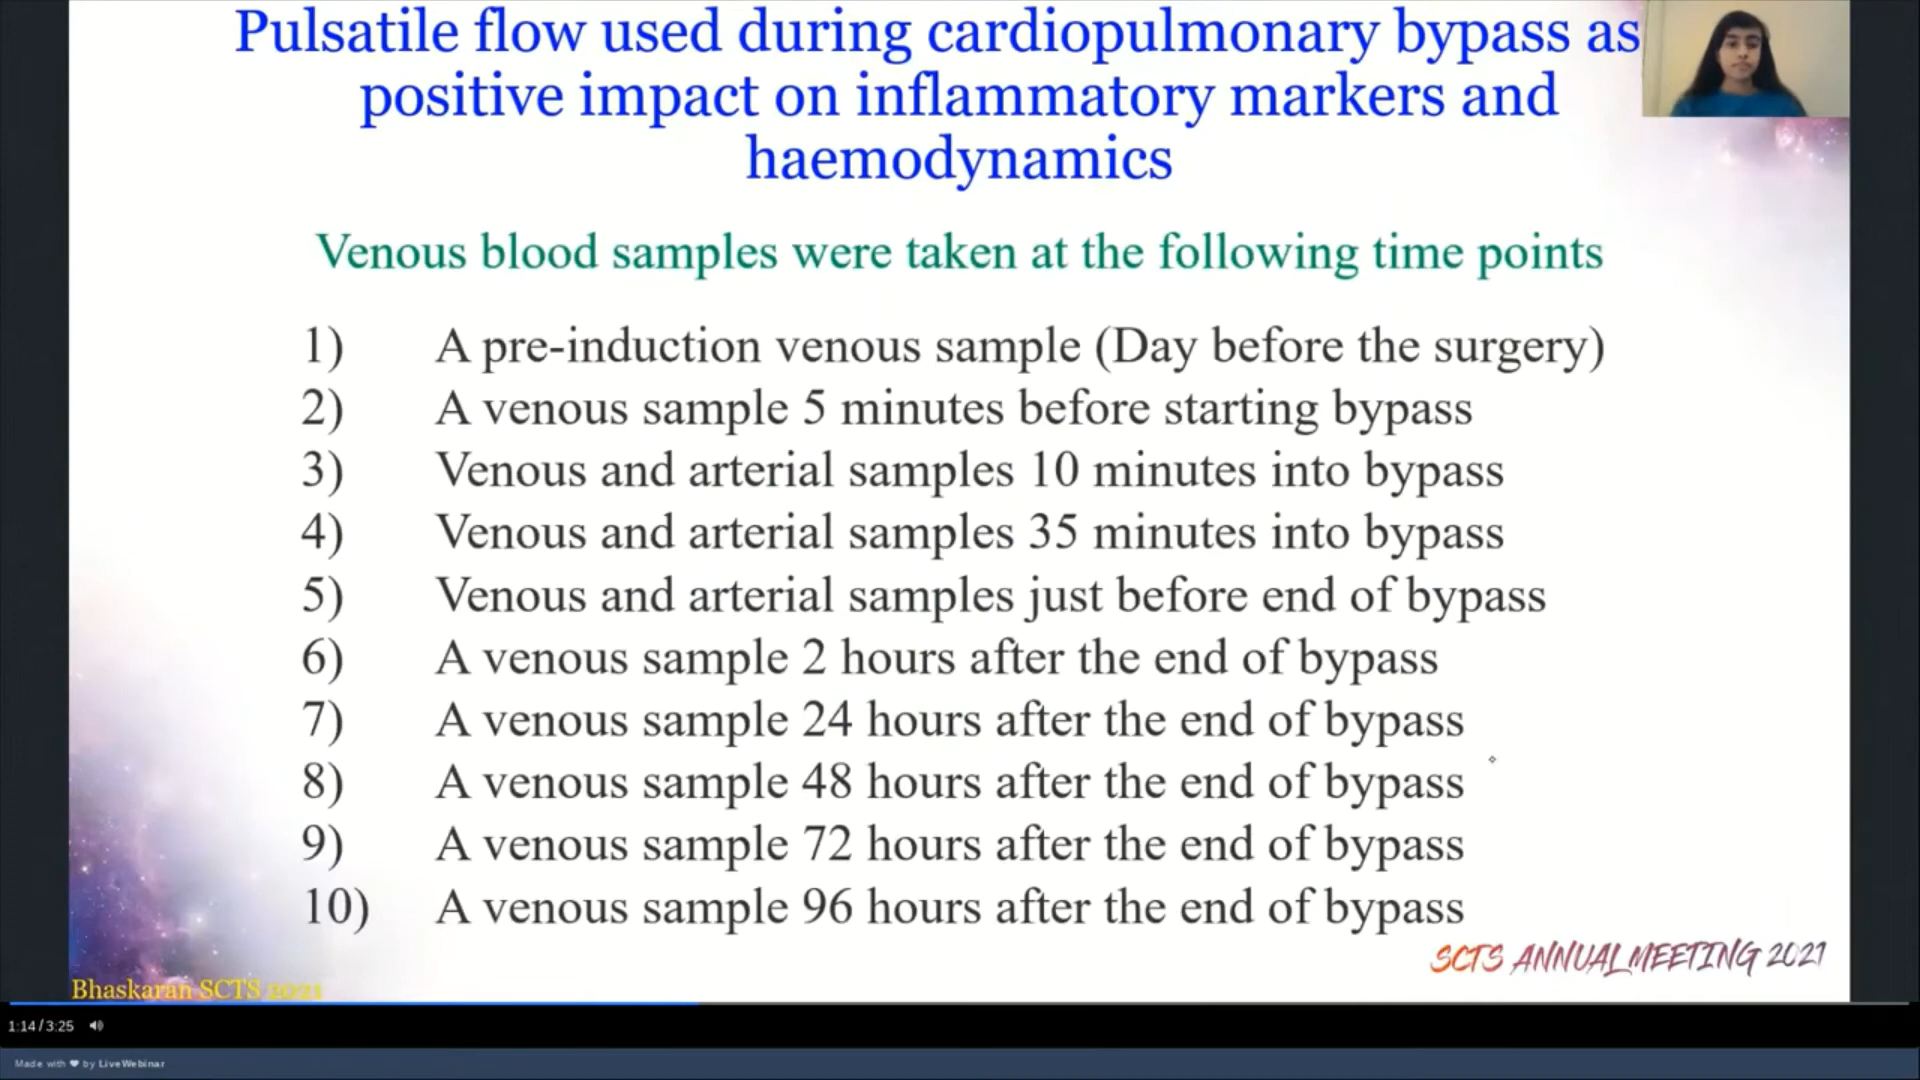 Pulsatile flow used during cardiopulmonary bypass as
positive impact on inflammatory markers and
haemodynamics
Venous blood samples were taken at the following time points
1) A pre-induction venous sample (Day before the surgery)
2) A venous sample 5 minutes before starting bypass
3) Venous and arterial samples 10 minutes into bypass
4) Venous and arterial samples 35 minutes into bypass
5) Venous and arterial samples just before end of bypass
6) A venous sample 2 hours after the end of bypass
7) A venous sample 24 hours after the end of bypass
8) A venous sample 48 hours after the end of bypass
9) A venous sample 72 hours after the end of bypass
10) A venous sample 96 hours after the end of bypass
SCTS ANNUAL MEETING 2021
Bhaskaran SCTS 2021
1:14/3:25
Made with ❤ by LiveWebinar